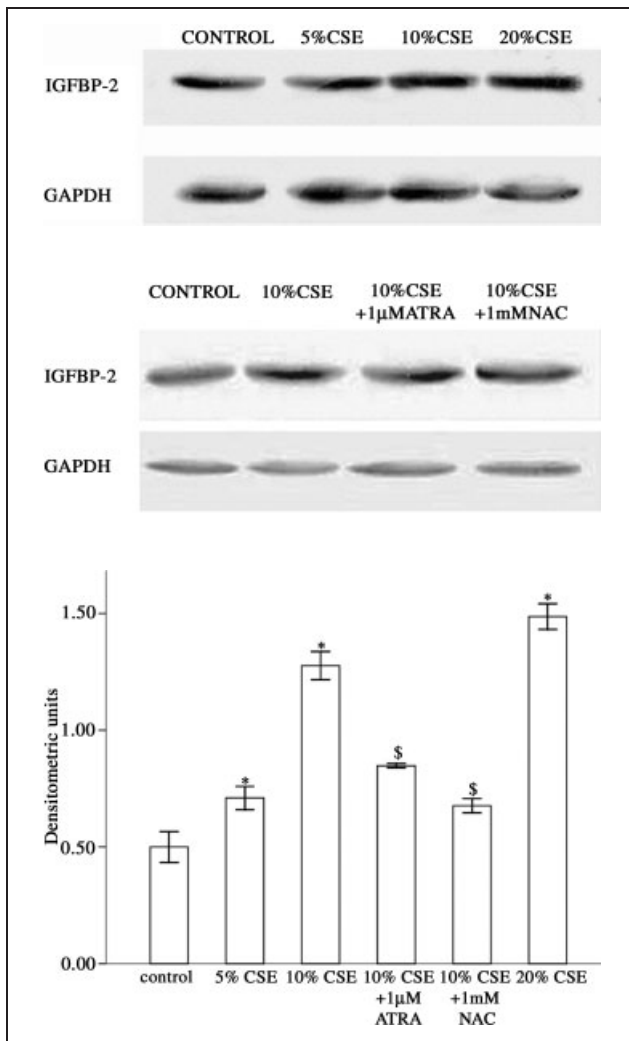 CONTROL 5%CSE 10%CSE 20%CSE
IGFBP-2
GAPDH
CONTROL 10%CSE 10%CSE 10%CSE
+1μMATRA +1mMNAC
IGFBP-2
GAPDH
Densitometric units
1.50
1.00
0.50
0.00
*
*
$
$
*
control 5% CSE 10% CSE 10% CSE 10% CSE 20% CSE
+1μM +1mM
ATRA NAC